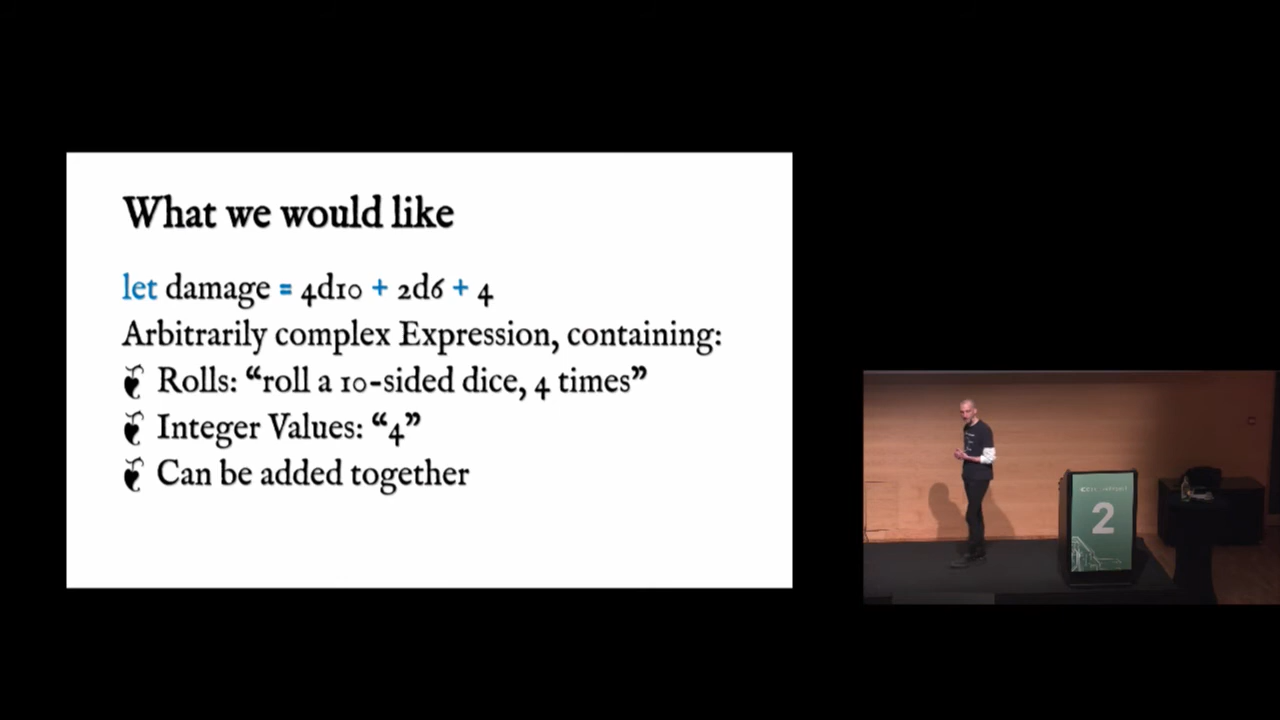 What we would like
let damage = 4d10 + 2d6 + 4
Arbitrarily complex Expression, containing:
Rolls: “roll a 10-sided dice, 4 times”
Integer Values: “4”
Can be added together
2